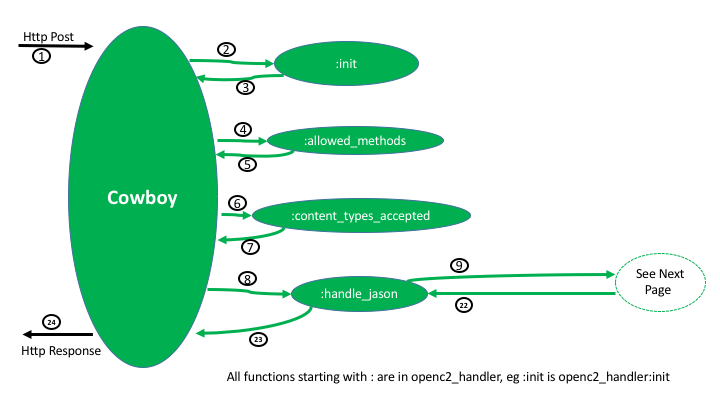 Http Post
1
2
:init
3
4
:allowed_methods
5
Cowboy
6
:content_types_accepted
7
8
:handle_jason
9
See Next
Page
22
23
24
Http Response
All functions starting with : are in openc2_handler, eg :init is openc2_handler:init